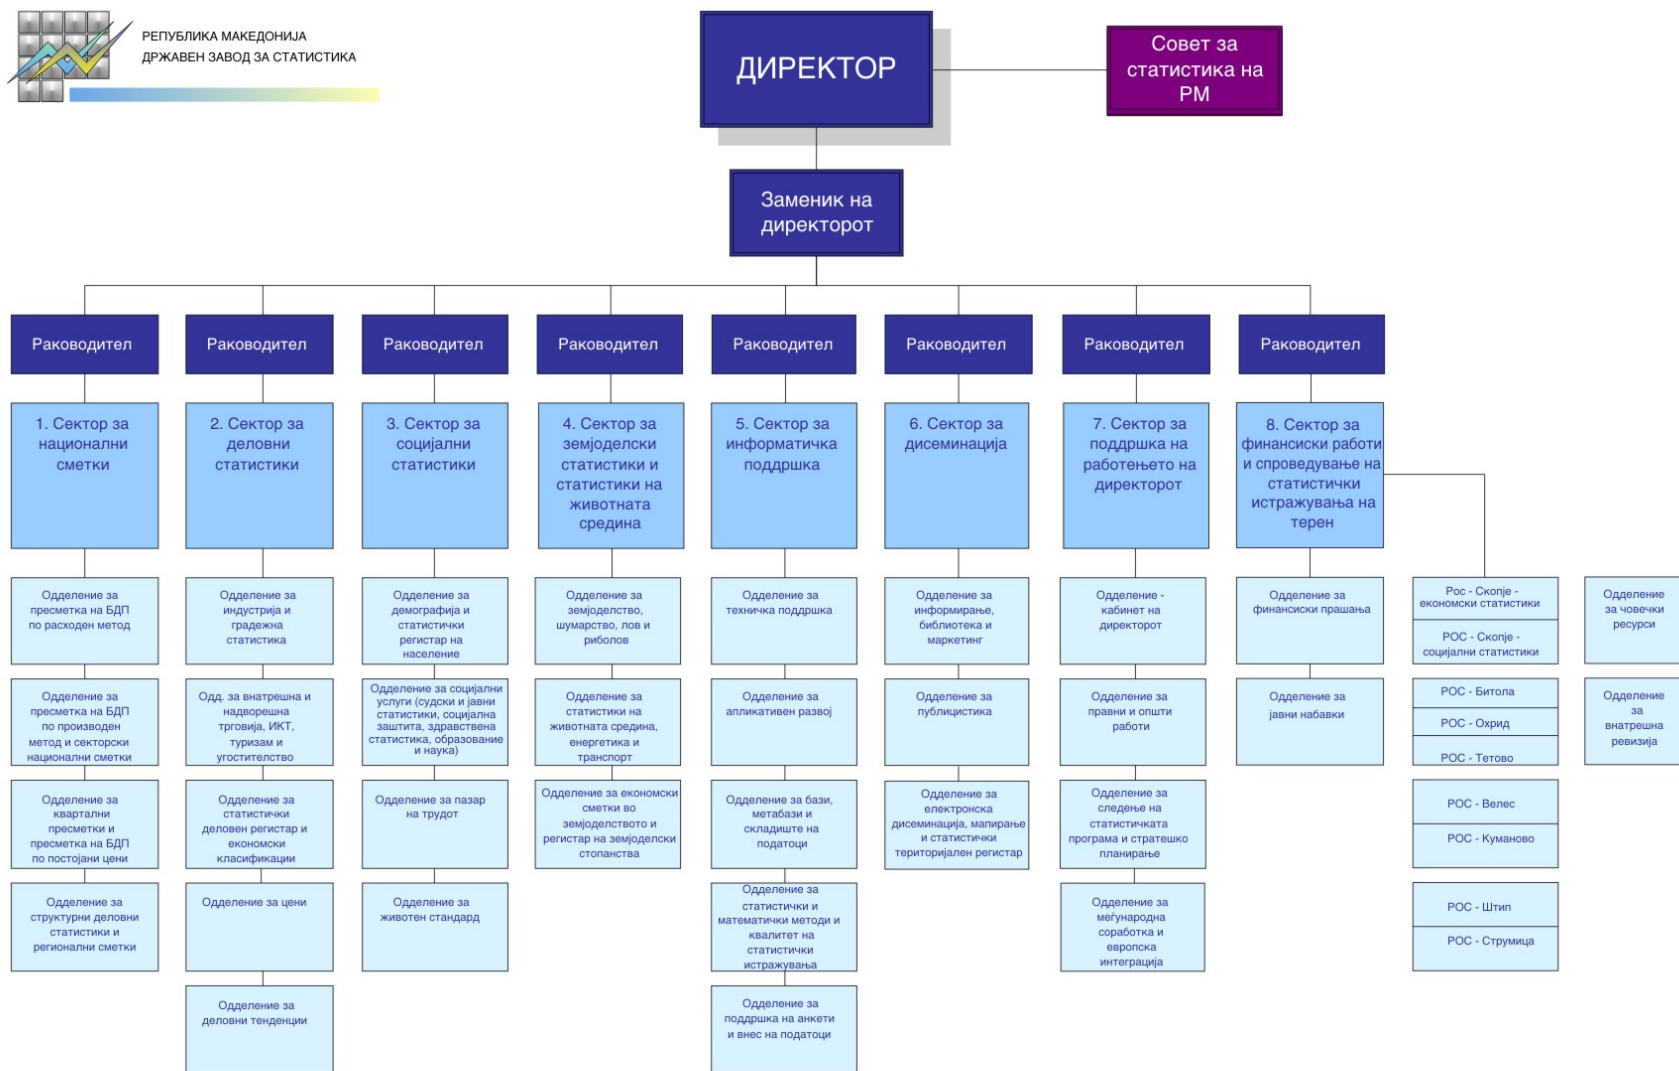 РЕПУБЛИКА МАКЕДОНИЈА
ДРЖАВЕН ЗАВОД ЗА СТАТИСТИКА
ДИРЕКТОР
Совет за
статистика на
РМ
Заменик на
директорот
Раководител
Раководител
Раководител
Раководител
Раководител
Раководител
Раководител
Раководител
1. Сектор за
национални
сметки
2. Сектор за
деловни
статистики
3. Сектор за
социјални
статистики
4. Сектор за
земјоделски
статистики и
статистики на
животната
средина
5. Сектор за
информатичка
поддршка
6. Сектор за
дисеминација
7. Сектор за
поддршка на
работењето на
директорот
8. Сектор за
финансиски работи
и спроведување на
статистички
истражувања на
терен
Одделение за
пресметка на БДП
по расходен метод
Одделение за
индустрија и
градежна
статистика
Одделение за
демографија и
статистички
регистар на
население
Одделение за
земјоделство,
шумарство, лов и
риболов
Одделение за
техничка поддршка
Одделение за
информирање,
библиотека и
маркетинг
Одделение -
кабинет на
директорот
Одделение за
финансиски прашања
Рос - Скопје -
економски статистики
РОС - Скопје -
социјални статистики
Одделение
за човечки
ресурси
Одделение за
пресметка на БДП
по производен
метод и секторски
национални сметки
Одд. за внатрешна и
надворешна
трговија, ИКТ,
туризам и
угостителство
Одделение за социјални
услуги (судски и јавни
статистики, социјална
заштита, здравствена
статистика, образование
и наука)
Одделение за
статистики на
животната средина,
енергетика и
транспорт
Одделение за
апликативен развој
Одделение за
публицистика
Одделение за
правни и општи
работи
Одделение за
јавни набавки
РОС - Битола
РОС - Охрид
РОС - Тетово
Одделение
за
внатрешна
ревизија
Одделение за
квартални
пресметки и
пресметка на БДП
по постојани цени
Одделение за
статистички
деловен регистар и
економски
класификации
Одделение за пазар
на трудот
Одделение за економски
сметки во
земјоделството и
регистар на земјоделски
стопанства
Одделение за бази,
метабази и
складиште на
податоци
Одделение за
електронска
дисеминација, мапирање
и статистички
територијален регистар
Одделение за
следење на
статистичката
програма и стратешко
планирање
РОС - Велес
РОС - Куманово
Одделение за
структурни деловни
статистики и
регионални сметки
Одделение за цени
Одделение за
животен стандард
Одделение за
статистички и
математички методи и
квалитет на
статистички
истражувања
Одделение за
меѓународна
соработка и
европска
интеграција
РОС - Штип
РОС - Струмица
Одделение за
деловни тенденции
Одделение за
поддршка на анкети
и внес на податоци